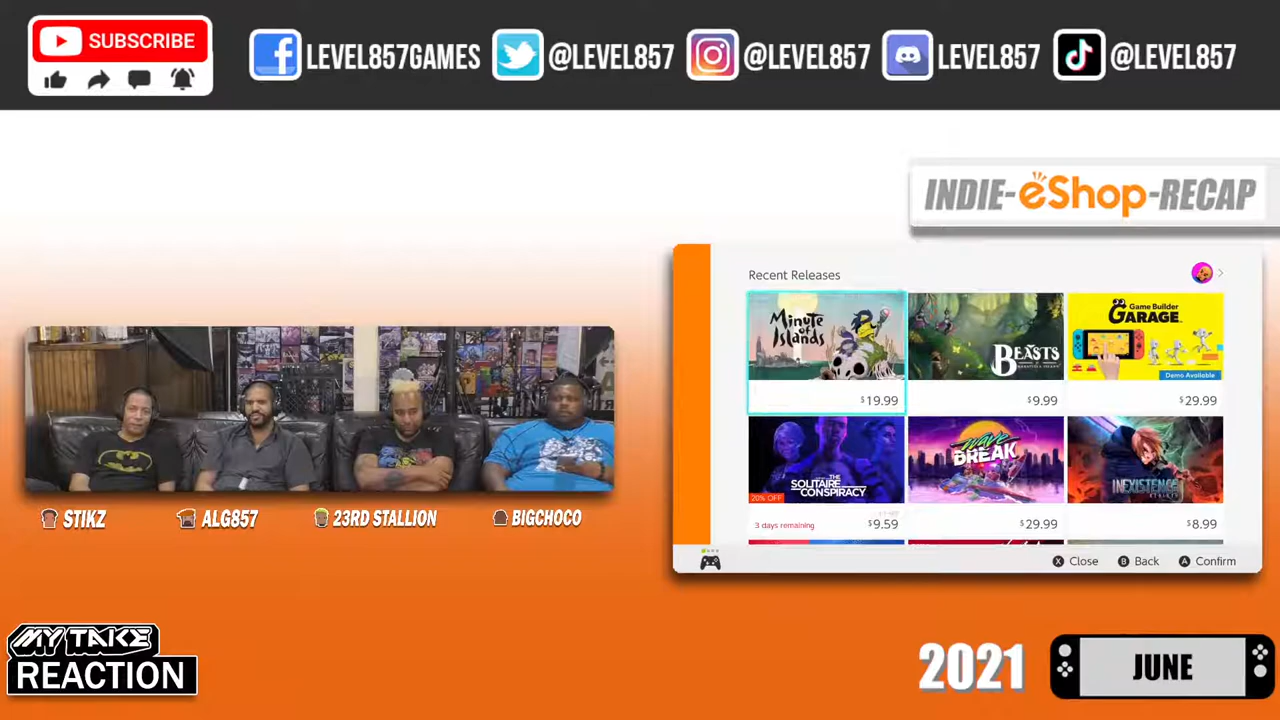 SUBSCRIBE
LEVEL857GAMES
@LEVEL857
@LEVEL857
LEVEL857
@LEVEL857
INDIE-eShop-RECAP
Recent Releases
Minute of Islands
BEASTS
Game Builder
GARAGE
Demo Available
$19.99
$9.99
$29.99
THE
SOLITAIRE
CONSPIRACY
20% OFF
WAVE
BREAK
INEXISTENCE
3 days remaining
$9.59
$29.99
$8.99
X Close
B Back
A Confirm
STIKZ
ALG857
23RD STALLION
BIGCHOCO
MY TAKE
REACTION
2021
JUNE